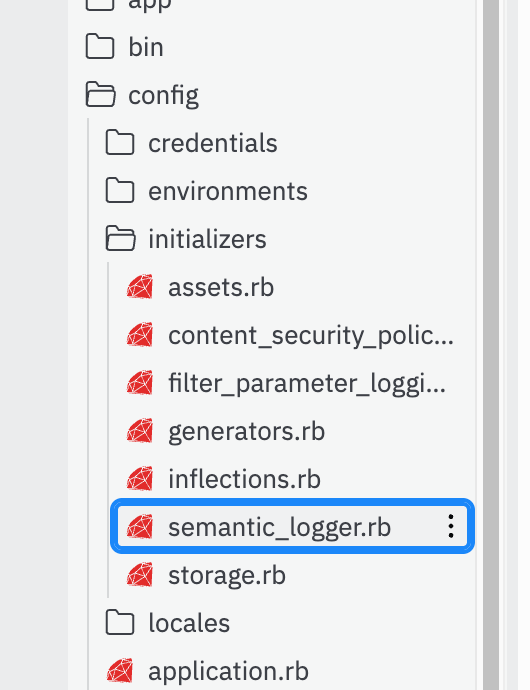 app
bin
config
credentials
environments
initializers
assets.rb
content_security_polic...
filter_parameter_loggi...
generators.rb
inflections.rb
semantic_logger.rb
storage.rb
locales
application.rb